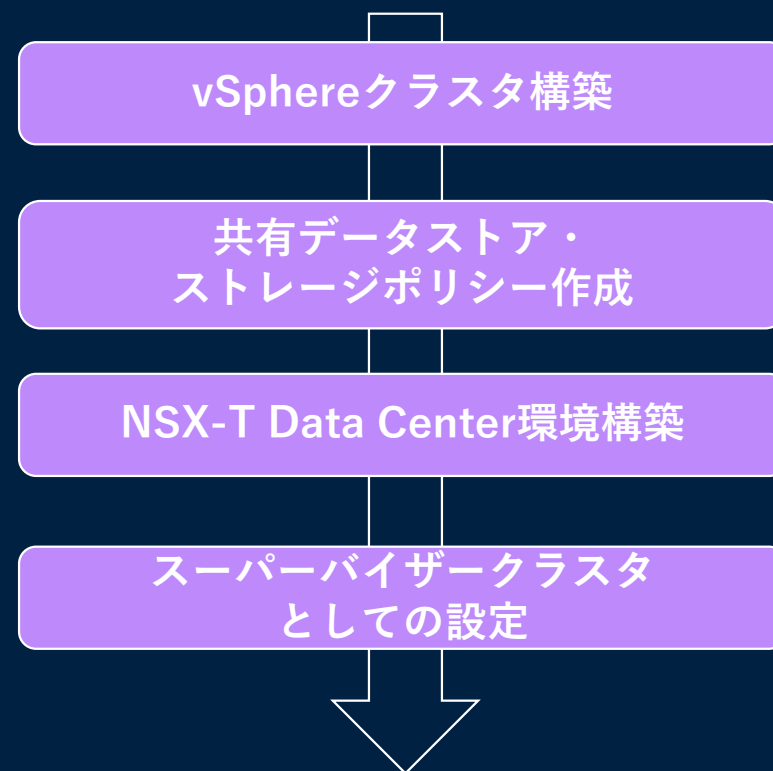 vSphereクラスタ構築
共有データストア・
ストレージポリシー作成
NSX-T Data Center環境構築
スーパーバイザークラスタ
としての設定